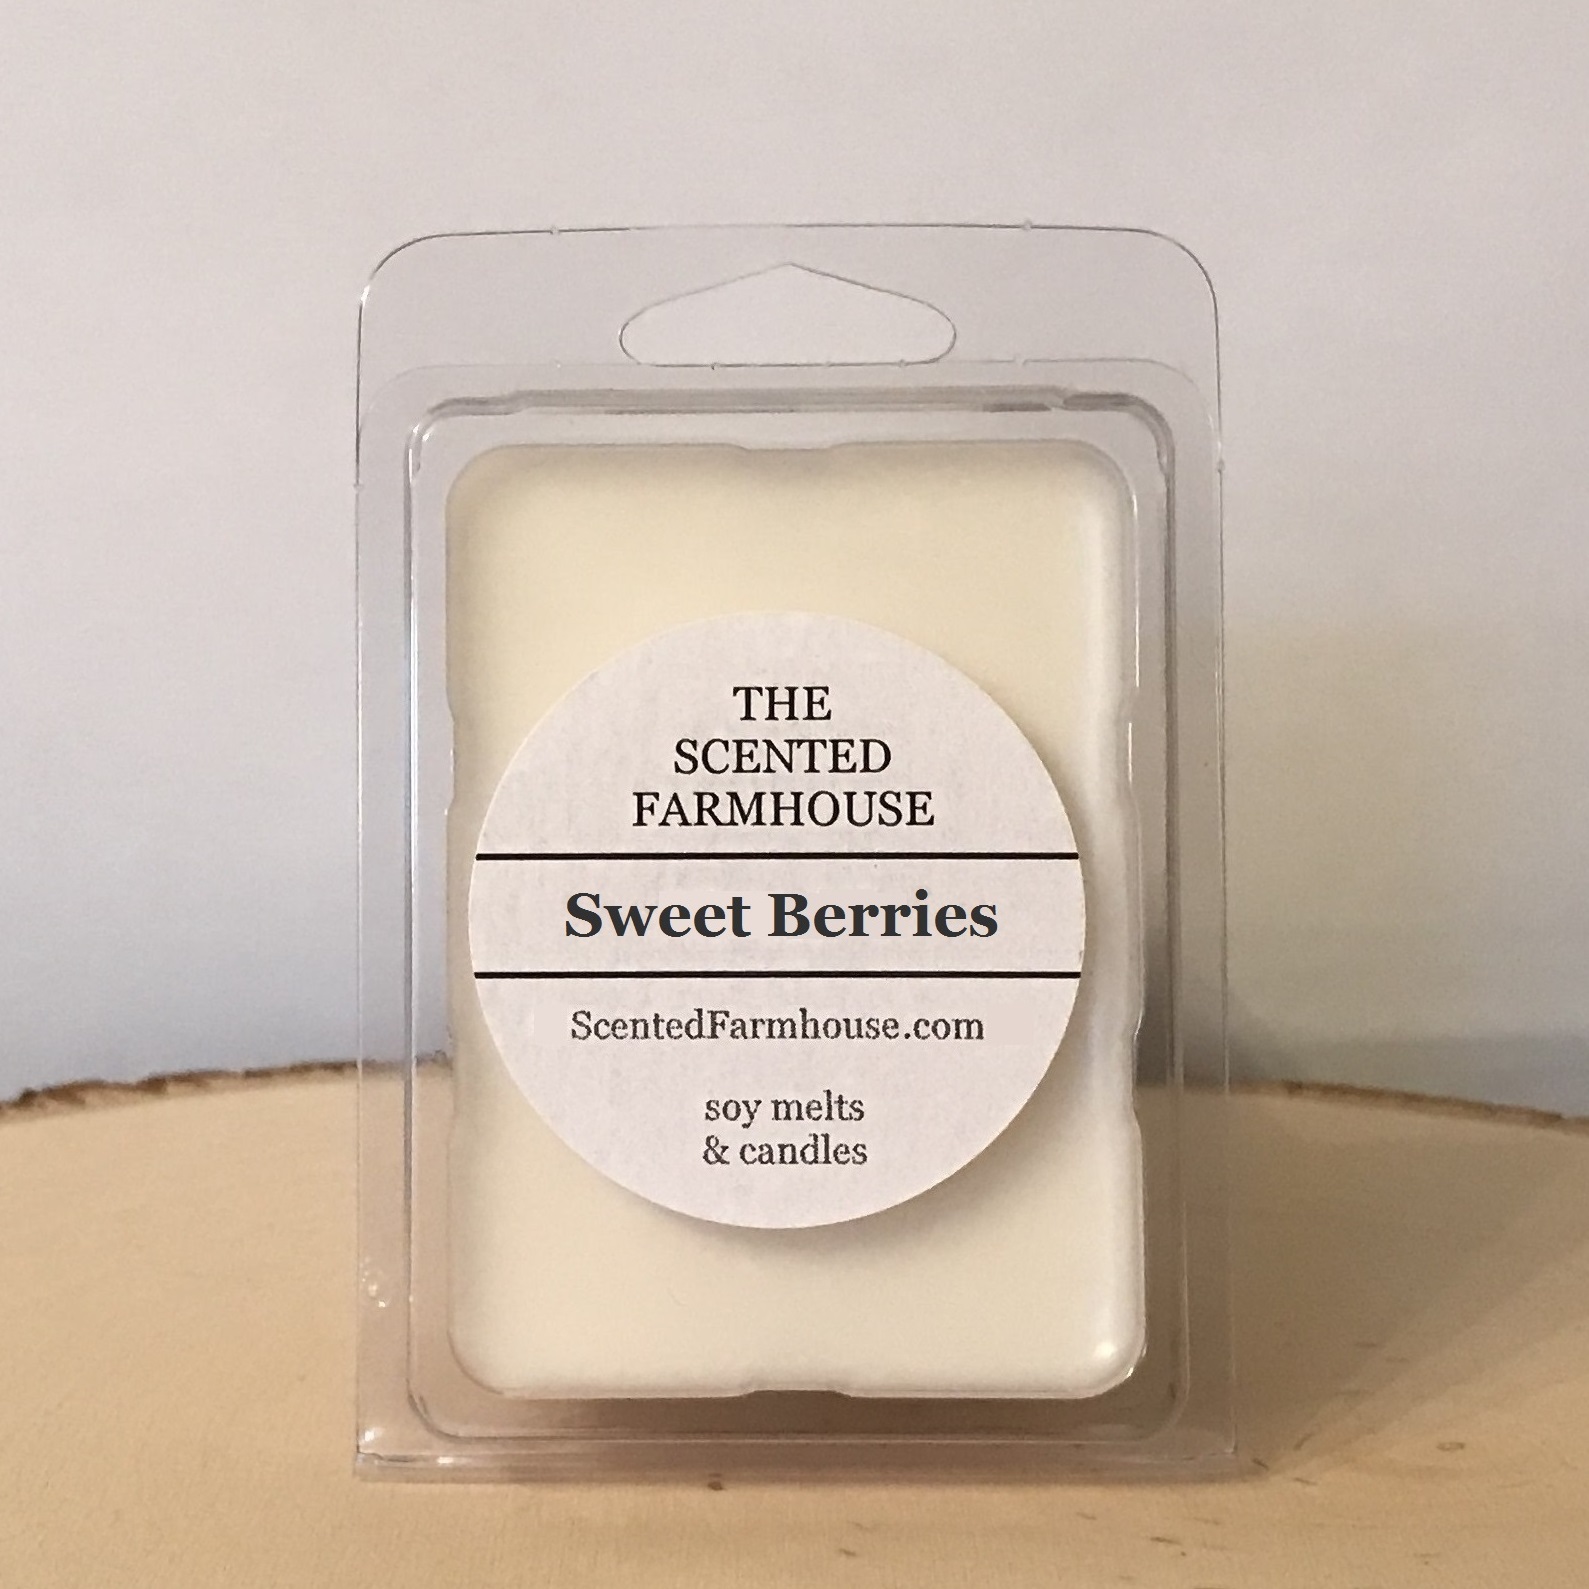 THE
SCENTED
FARMHOUSE
Sweet Berries
ScentedFarmhouse.com
soy melts
& candles